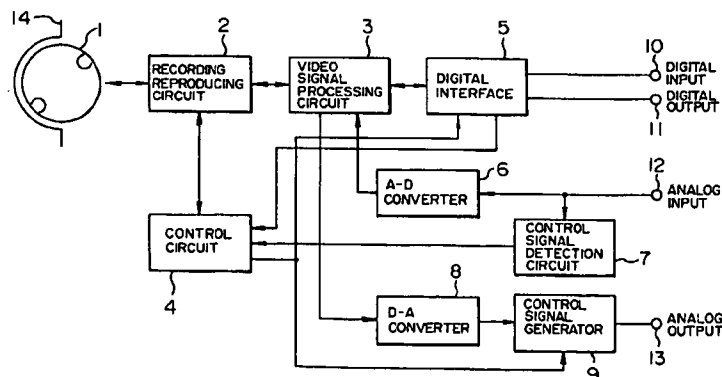 14
1
2
3
5
RECORDING
REPRODUCING
CIRCUIT
VIDEO
SIGNAL
PROCESSING
CIRCUIT
DIGITAL
INTERFACE
10
DIGITAL
INPUT
DIGITAL
OUTPUT
11
6
12
A-D
CONVERTER
ANALOG
INPUT
CONTROL
CIRCUIT
4
CONTROL
SIGNAL
DETECTION
CIRCUIT
7
8
D-A
CONVERTER
CONTROL
SIGNAL
GENERATOR
9
ANALOG
OUTPUT
13